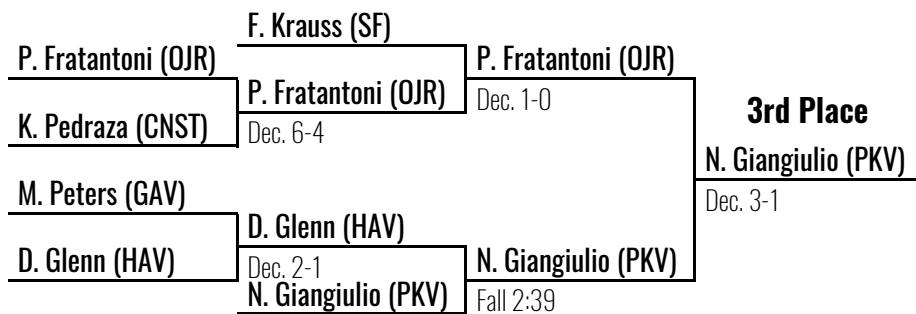 F. Krauss (SF)
P. Fratantoni (OJR)
P. Fratantoni (OJR)
P. Fratantoni (OJR)
Dec. 1-0
K. Pedraza (CNST)
Dec. 6-4
3rd Place
N. Giangiulio (PKV)
Dec. 3-1
M. Peters (GAV)
D. Glenn (HAV)
D. Glenn (HAV)
Dec. 2-1
N. Giangiulio (PKV)
N. Giangiulio (PKV)
Fall 2:39